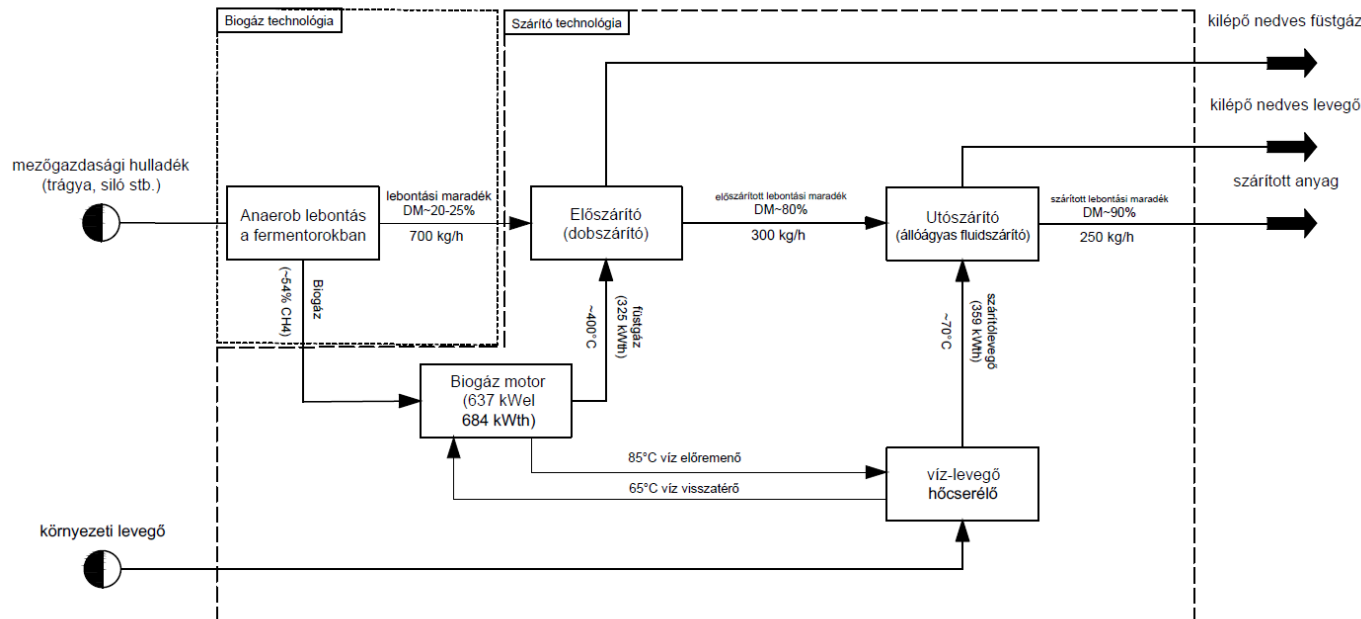 Biogáz technológia
Szárító technológia
kilépő nedves füstgáz
kilépő nedves levegő
szárított anyag
mezőgazdasági hulladék
(trágya, siló stb.)
Anaerob lebontás
a fermentorokban
lebontási maradék
DM~20-25%
700 kg/h
Előszárító
(dobszárító)
előszárított lebontási maradék
DM~80%
300 kg/h
Utószárító
(állóágyas fluidszárító)
szárított lebontási maradék
DM~90%
250 kg/h
Biogáz
(~54% CH4)
~400°C
füstgáz
(325 kWth)
~70°C
szárítólevegő
(359 kWth)
Biogáz motor
(637 kWel
684 kWth)
85°C víz előremenő
65°C víz visszatérő
víz-levegő
hőcserélő
környezeti levegő